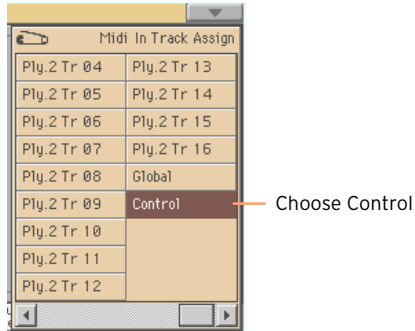 Midi In Track Assign
Ply.2 Tr 04 Ply.2 Tr 13
Ply.2 Tr 05 Ply.2 Tr 14
Ply.2 Tr 06 Ply.2 Tr 15
Ply.2 Tr 07 Ply.2 Tr 16
Ply.2 Tr 08 Global
Ply.2 Tr 09 Control Choose Control
Ply.2 Tr 10
Ply.2 Tr 11
Ply.2 Tr 12